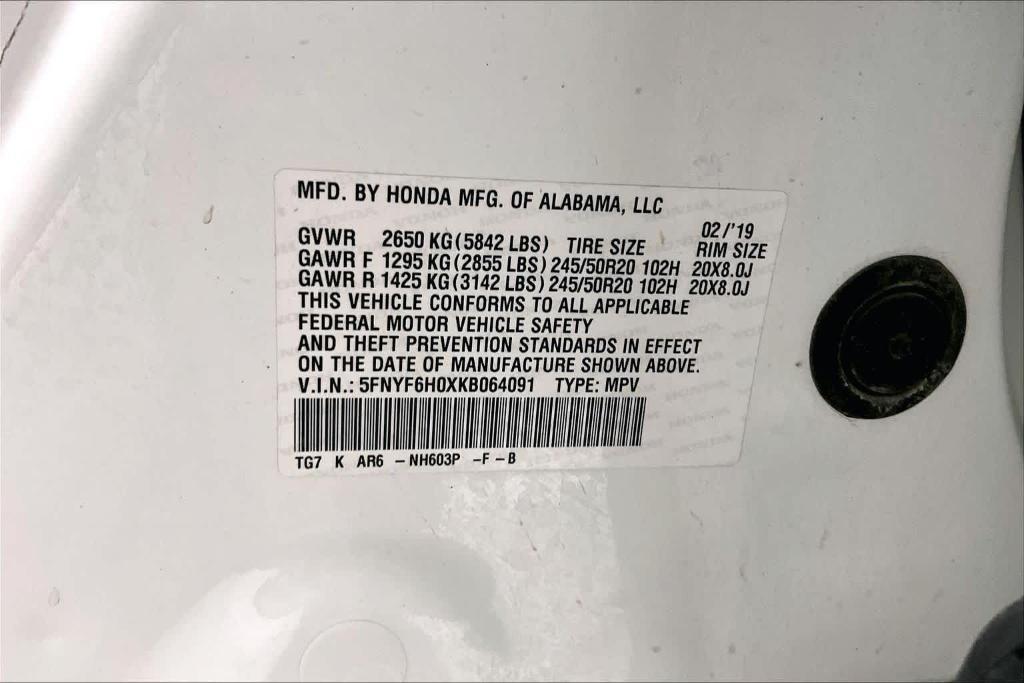 MFD. BY HONDA MFG. OF ALABAMA, LLC
02/'19
GVWR 2650 KG (5842 LBS) TIRE SIZE RIM SIZE
GAWR F 1295 KG (2855 LBS) 245/50R20 102H 20X8.0J
GAWR R 1425 KG (3142 LBS) 245/50R20 102H 20X8.0J
THIS VEHICLE CONFORMS TO ALL APPLICABLE
FEDERAL MOTOR VEHICLE SAFETY
AND THEFT PREVENTION STANDARDS IN EFFECT
ON THE DATE OF MANUFACTURE SHOWN ABOVE.
V.I.N.: 5FNYF6H0XKB064091 TYPE: MPV
TG7 K AR6 -NH603P -F-B